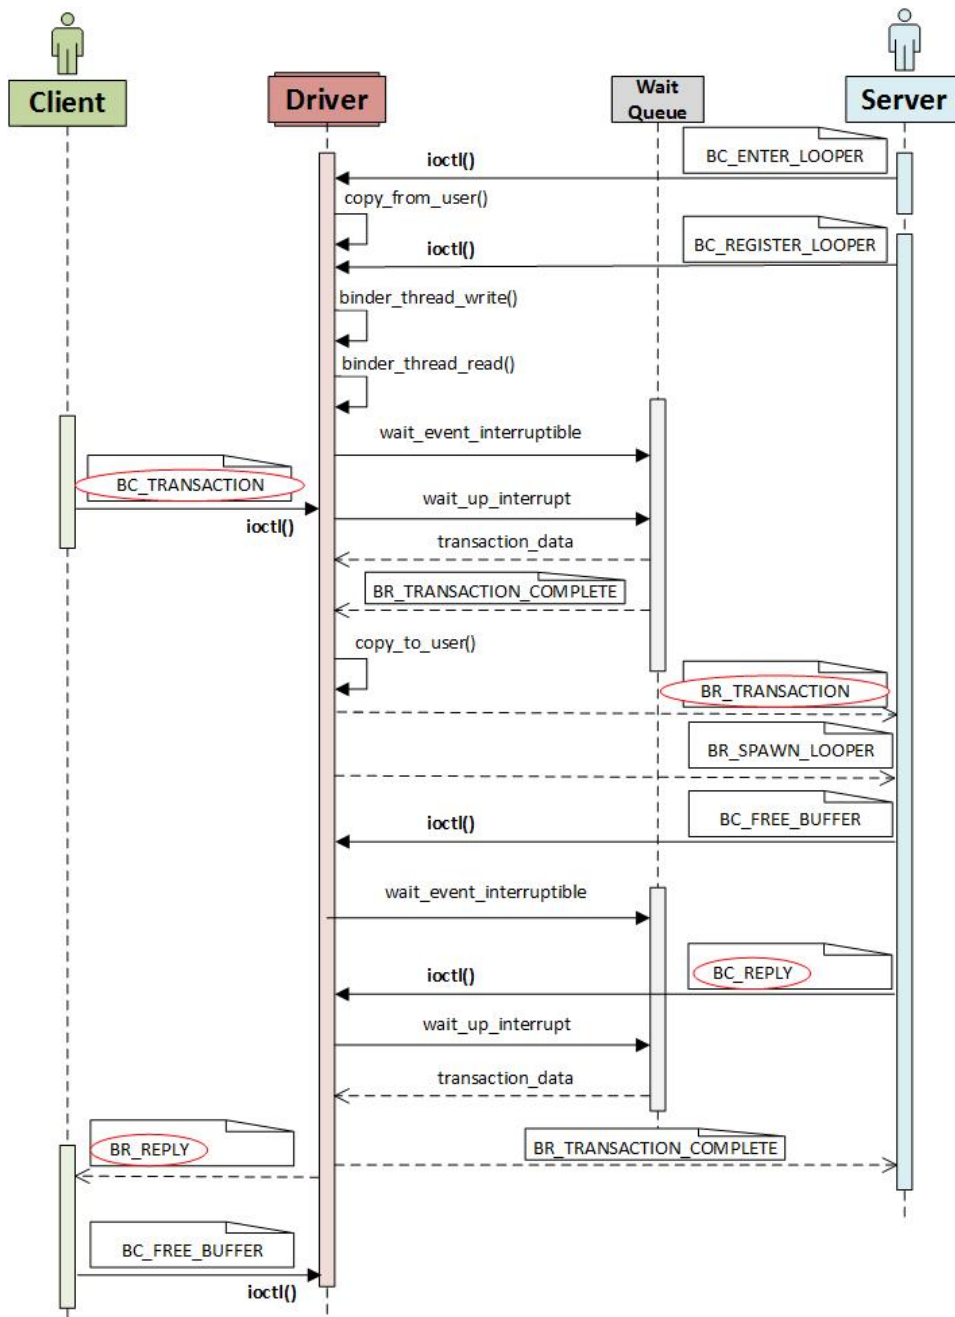 Client
Driver
Wait
Queue
Server
BC_ENTER_LOOPER
ioctl()
copy_from_user()
BC_REGISTER_LOOPER
ioctl()
binder_thread_write()
binder_thread_read()
wait_event_interruptible
BC_TRANSACTION
ioctl()
wait_up_interrupt
transaction_data
BR_TRANSACTION_COMPLETE
copy_to_user()
BR_TRANSACTION
BR_SPAWN_LOOPER
BC_FREE_BUFFER
ioctl()
wait_event_interruptible
BC_REPLY
ioctl()
wait_up_interrupt
transaction_data
BR_REPLY
BR_TRANSACTION_COMPLETE
BC_FREE_BUFFER
ioctl()